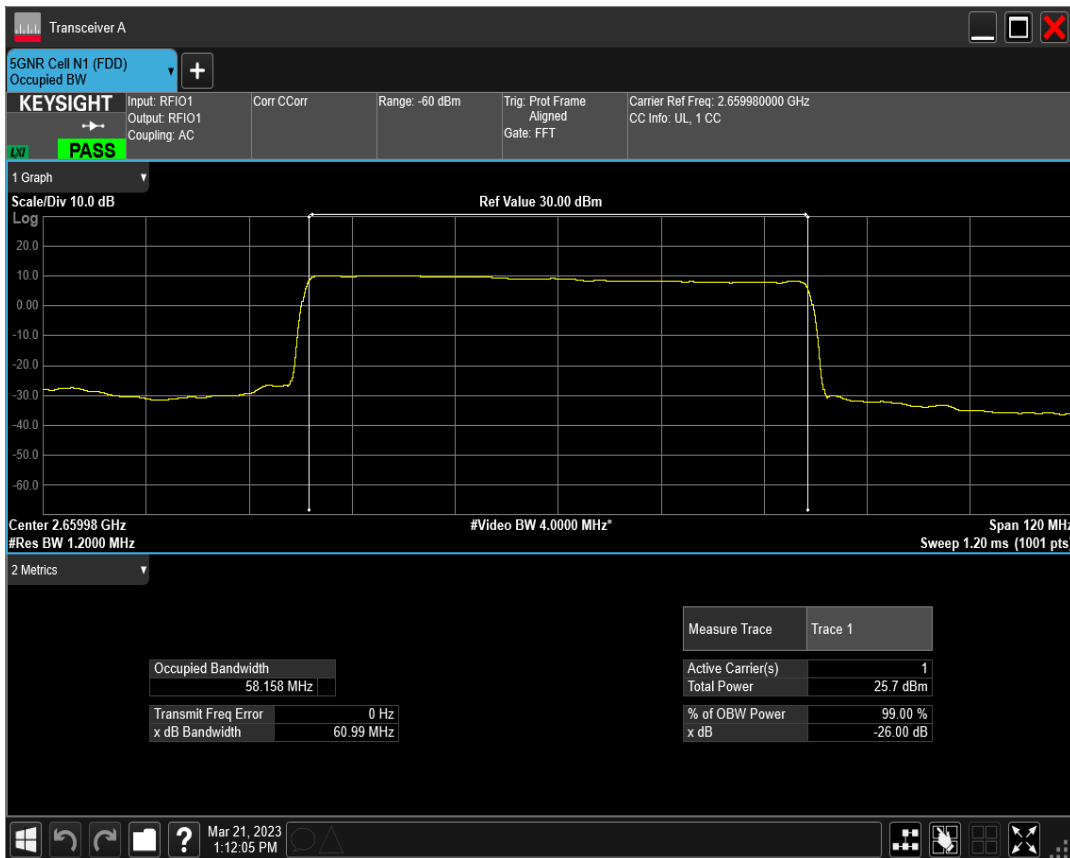 Transceiver A
5GNR Cell N1 (FDD)
Occupied BW
KEYSIGHT
LXI
PASS
Input: RFIO1
Output: RFIO1
Coupling: AC
Corr CCorr
Range: -60 dBm
Trig: Prot Frame
Aligned
Gate: FFT
Carrier Ref Freq: 2.659980000 GHz
CC Info: UL, 1 CC
1 Graph
Scale/Div 10.0 dB
Ref Value 30.00 dBm
Log
20.0
10.0
0.00
-10.0
-20.0
-30.0
-40.0
-50.0
-60.0
Center 2.65998 GHz
#Video BW 4.0000 MHz*
Span 120 MHz
#Res BW 1.2000 MHz
Sweep 1.20 ms (1001 pts)
2 Metrics
Measure Trace Trace 1
Occupied Bandwidth
58.158 MHz
Active Carrier(s) 1
Total Power 25.7 dBm
Transmit Freq Error 0 Hz
x dB Bandwidth 60.99 MHz
% of OBW Power 99.00 %
x dB -26.00 dB
?
Mar 21, 2023
1:12:05 PM